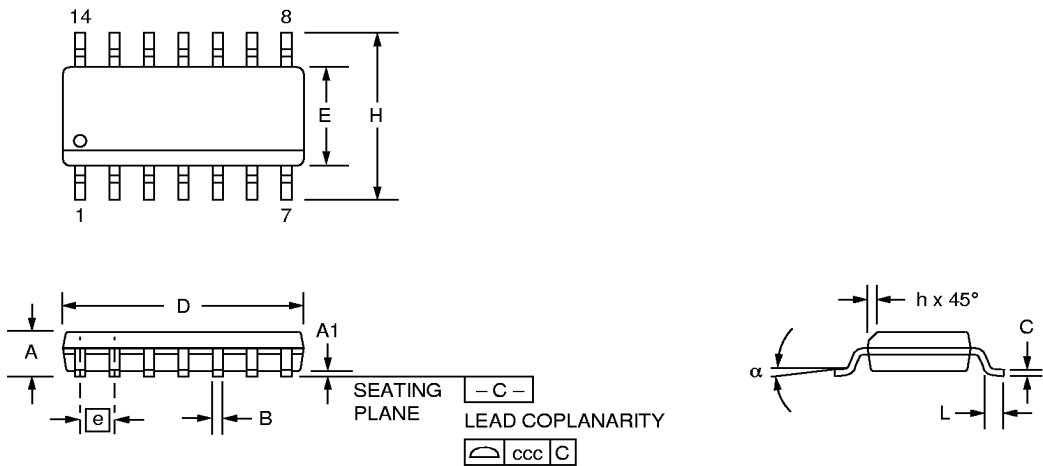 14 8
E H
1 7
D
A
A1
e
B
SEATING
PLANE
– C –
LEAD COPLANARITY
ccc C
h x 45°
C
α
L